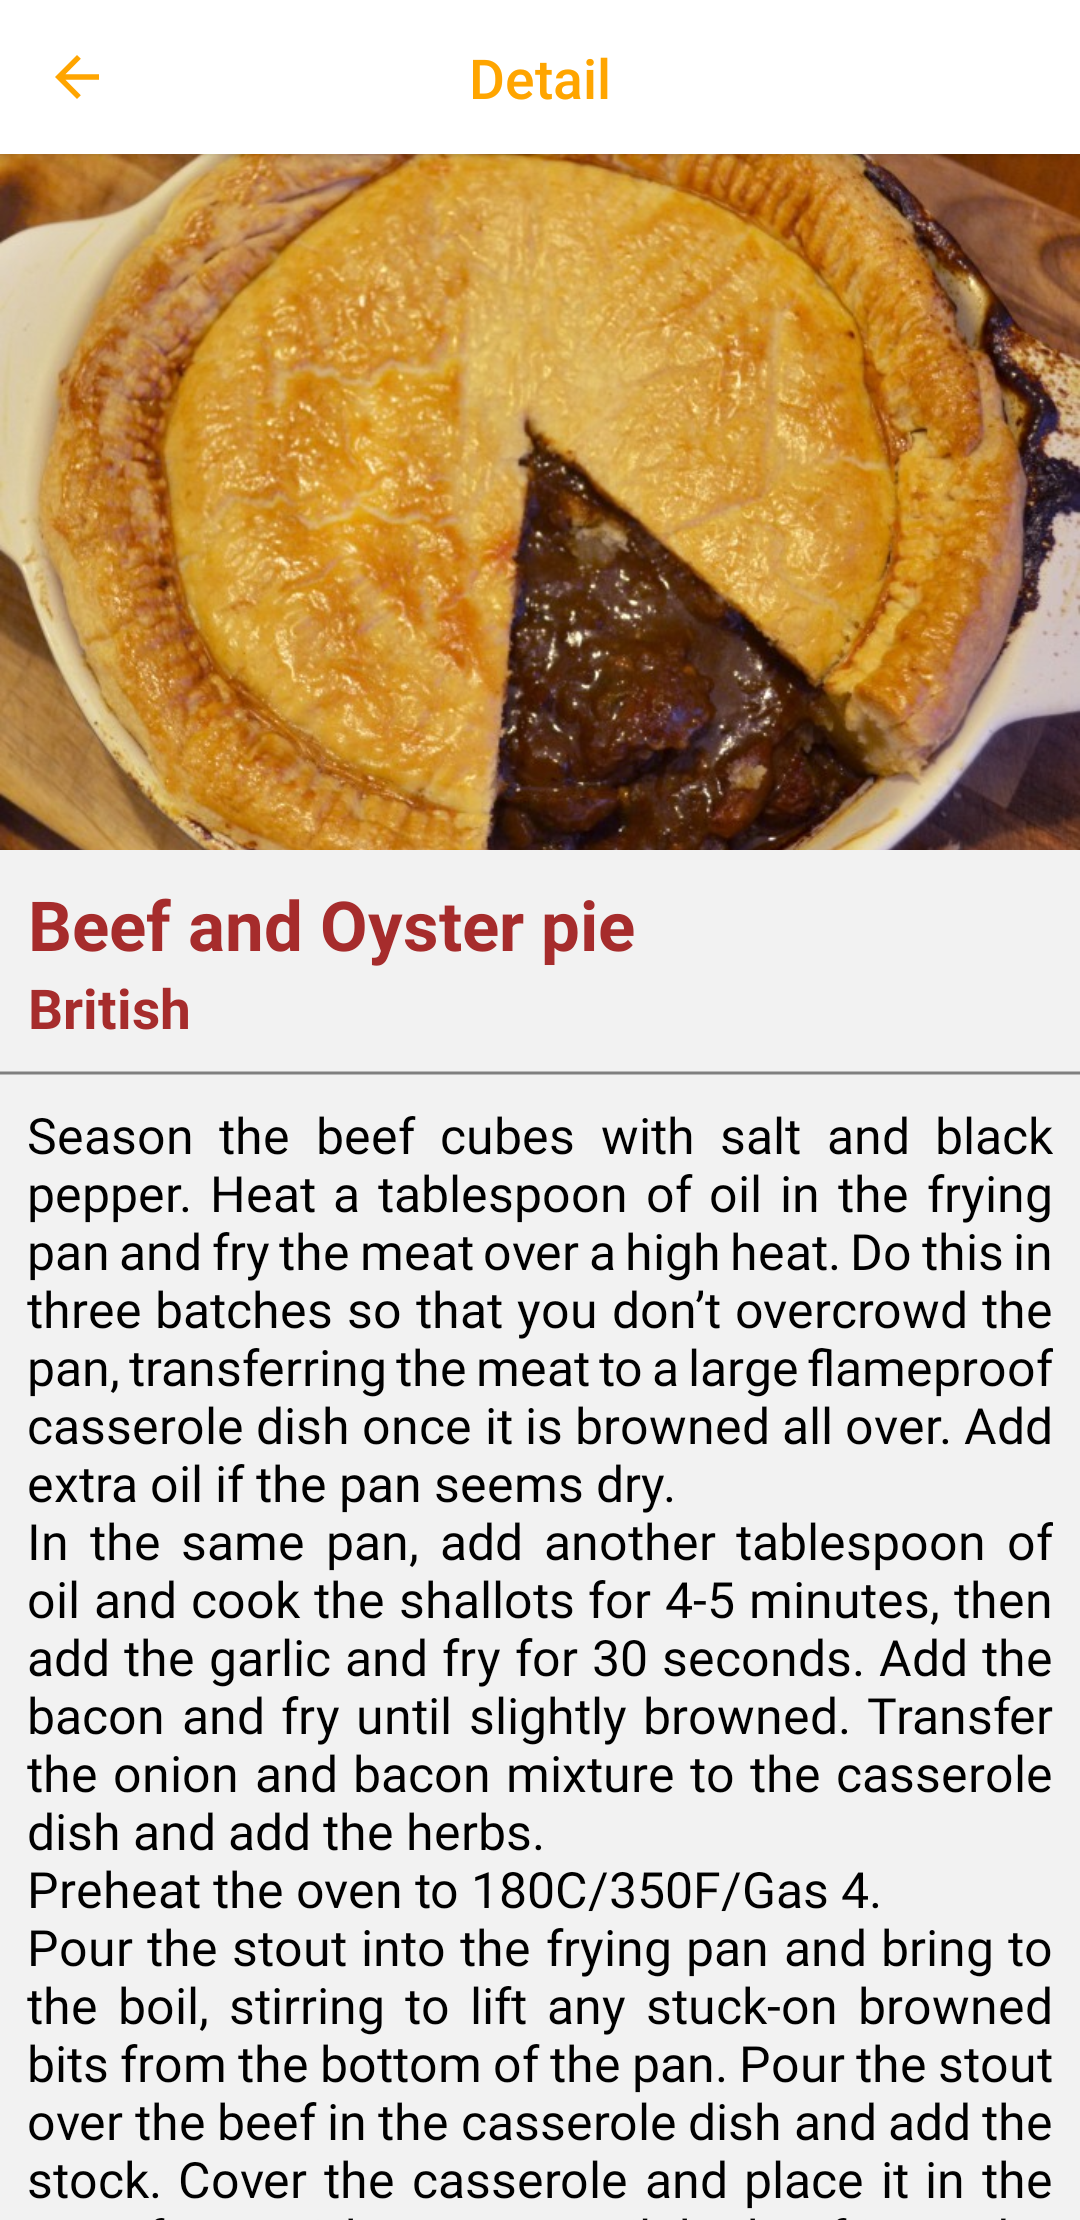 Detail
Beef and Oyster pie
British
Season the beef cubes with salt and black
pepper. Heat a tablespoon of oil in the frying
pan and fry the meat over a high heat. Do this in
three batches so that you don’t overcrowd the
pan, transferring the meat to a large flameproof
casserole dish once it is browned all over. Add
extra oil if the pan seems dry.
In the same pan, add another tablespoon of
oil and cook the shallots for 4-5 minutes, then
add the garlic and fry for 30 seconds. Add the
bacon and fry until slightly browned. Transfer
the onion and bacon mixture to the casserole
dish and add the herbs.
Preheat the oven to 180C/350F/Gas 4.
Pour the stout into the frying pan and bring to
the boil, stirring to lift any stuck-on browned
bits from the bottom of the pan. Pour the stout
over the beef in the casserole dish and add the
stock. Cover the casserole and place it in the